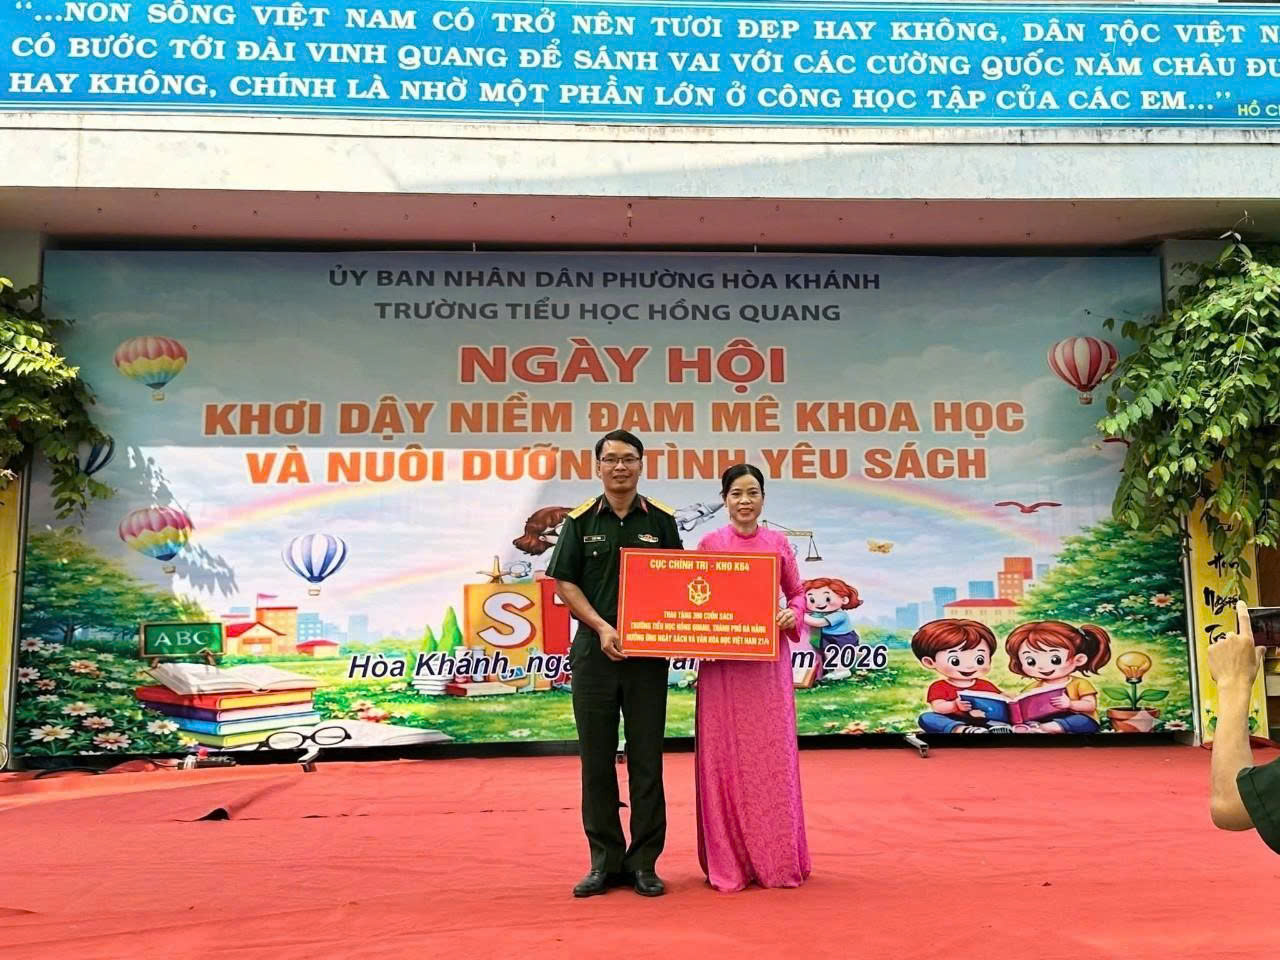 “...NON SÔNG VIỆT NAM CÓ TRỞ NÊN TƯƠI ĐẸP HAY KHÔNG, DÂN TỘC VIỆT N
CÓ BƯỚC TỚI ĐÀI VINH QUANG ĐỂ SÁNH VAI VỚI CÁC CƯỜNG QUỐC NĂM CHÂU ĐƯ
HAY KHÔNG, CHÍNH LÀ NHỜ MỘT PHẦN LỚN Ở CÔNG HỌC TẬP CỦA CÁC EM...”
HỒ C
ỦY BAN NHÂN DÂN PHƯỜNG HÒA KHÁNH
TRƯỜNG TIỂU HỌC HỒNG QUANG
NGÀY HỘI
KHƠI DẬY NIỀM ĐAM MÊ KHOA HỌC
VÀ NUÔI DƯỠN TÌNH YÊU SÁCH
CỤC CHÍNH TRỊ - KHO K64
TRAO TẶNG 300 CUỐN SÁCH
TRƯỜNG TIỂU HỌC HỒNG QUANG, THÀNH PHỐ ĐÀ NẴNG
HƯỞNG ỨNG NGÀY SÁCH VÀ VĂN HÓA ĐỌC VIỆT NAM 21/4
ABC
ST
Hòa Khánh, ngà 2026